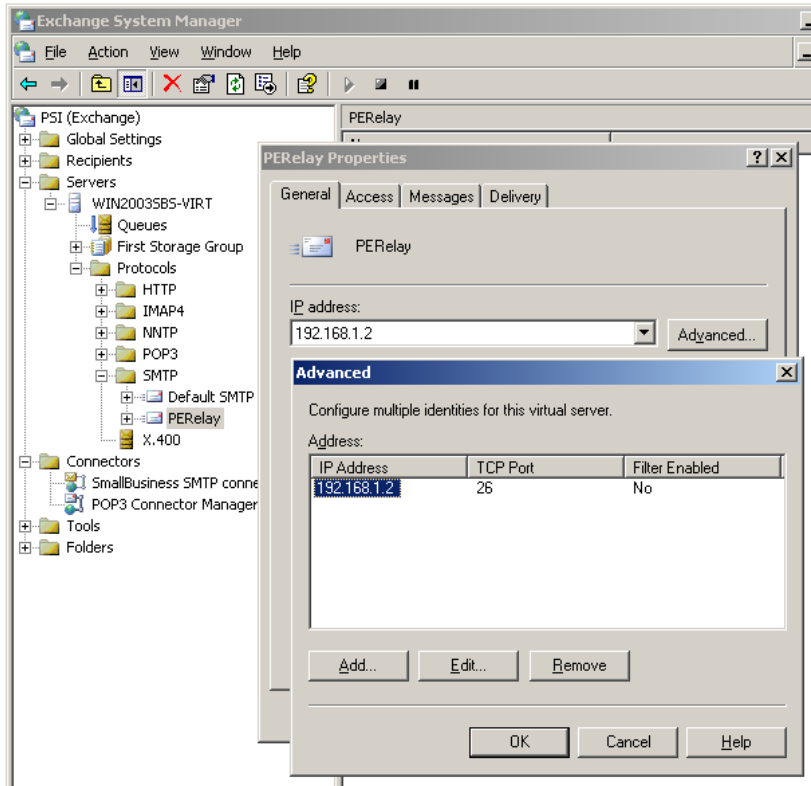 Exchange System Manager
File Action View Window Help
PSI (Exchange)
Global Settings
Recipients
Servers
WIN2003SBS-VIRT
Queues
First Storage Group
Protocols
HTTP
IMAP4
NNTP
POP3
SMTP
Default SMTP
PERelay
X.400
Connectors
SmallBusiness SMTP conne
POP3 Connector Manager
Tools
Folders
PERelay
PERelay Properties
General Access Messages Delivery
PERelay
IP address:
192.168.1.2 Advanced...
Advanced
Configure multiple identities for this virtual server.
Address:
IP Address TCP Port Filter Enabled
192.168.1.2 26 No
Add... Edit... Remove
OK Cancel Help